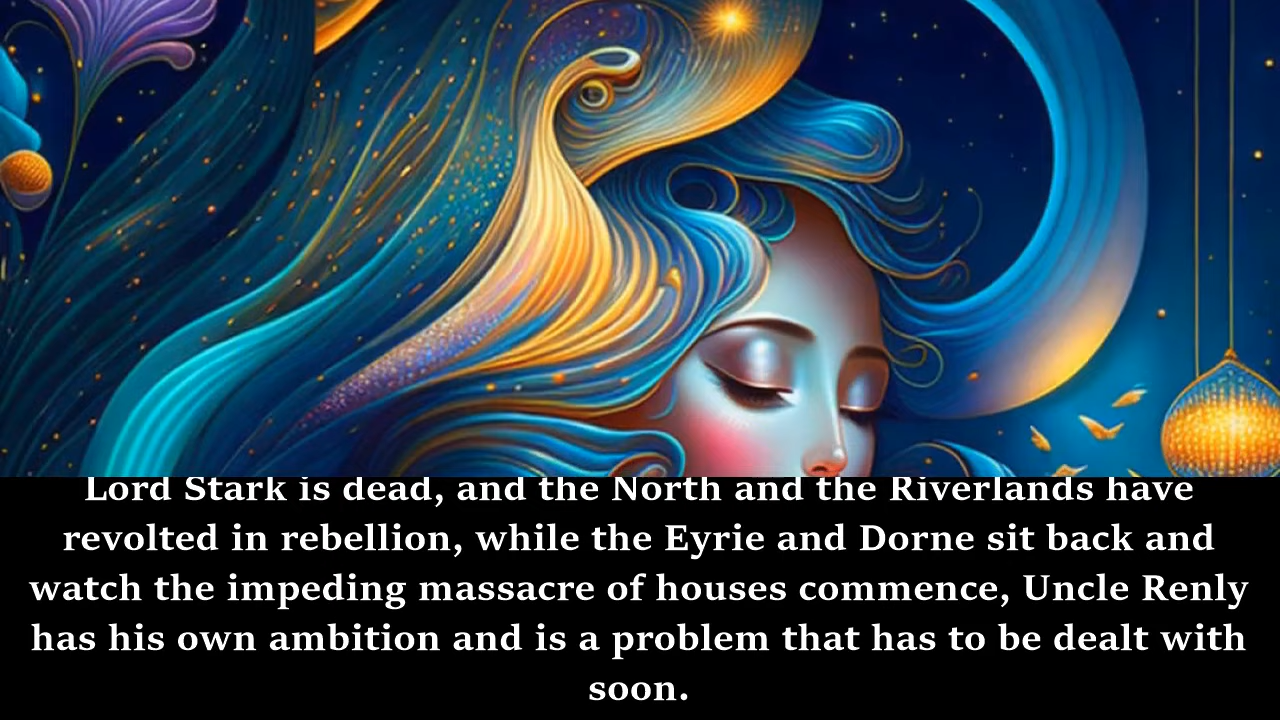 Lord Stark is dead, and the North and the Riverlands have
revolted in rebellion, while the Eyrie and Dorne sit back and
watch the impeding massacre of houses commence, Uncle Renly
has his own ambition and is a problem that has to be dealt with
soon.